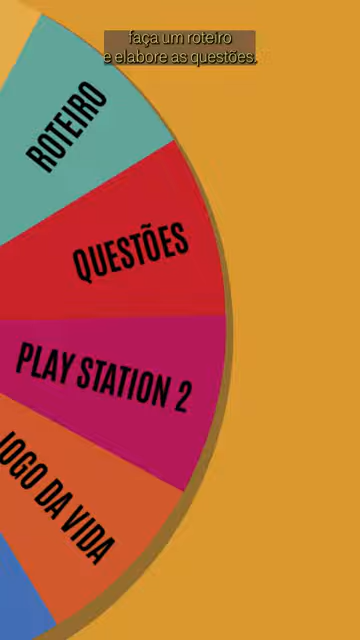 faça um roteiro
e elabore as questões.
ROTEIRO
QUESTÕES
PLAY STATION 2
JOGO DA VIDA